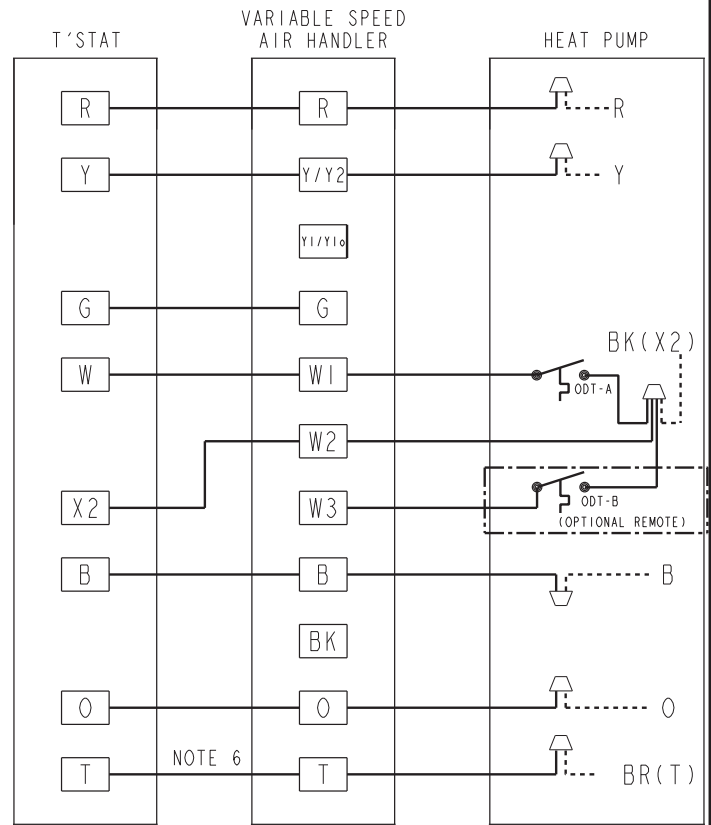 VARIABLE SPEED
T'STAT AIR HANDLER HEAT PUMP
R R R
Y Y/Y2 Y
Y1/Y1o
G G
BK(X2)
W W1
ODT-A
W2
X2 W3 ODT-B
(OPTIONAL REMOTE)
B B B
BK
O O O
T NOTE 6 T BR(T)